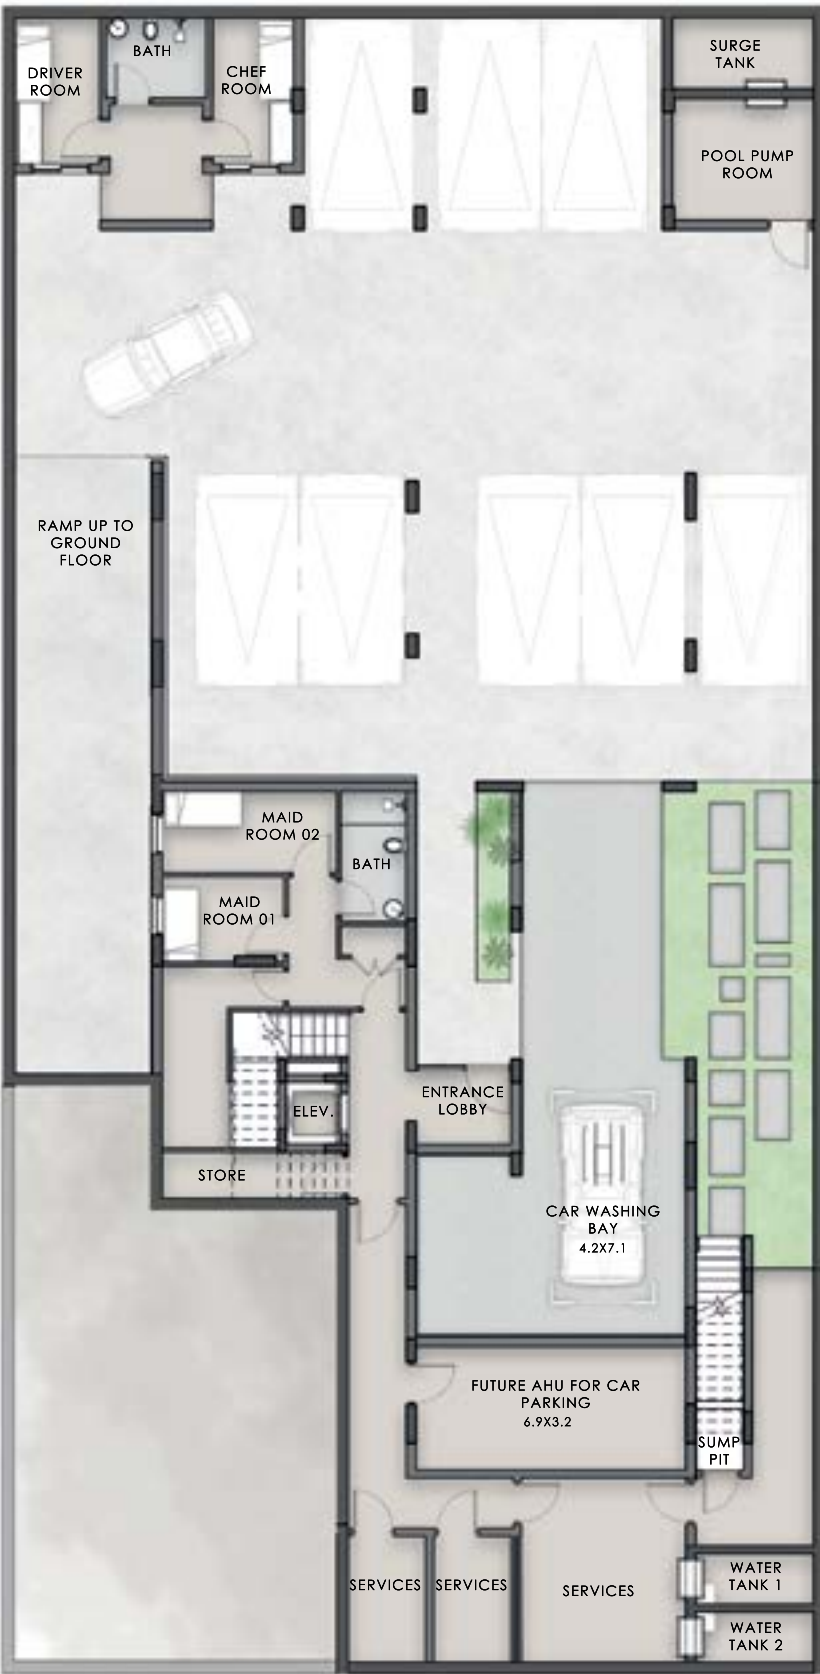 BATH
DRIVER
ROOM
CHEF
ROOM
SURGE
TANK
POOL PUMP
ROOM
RAMP UP TO
GROUND
FLOOR
MAID
ROOM 02
BATH
MAID
ROOM 01
ENTRANCE
LOBBY
ELEV.
STORE
CAR WASHING
BAY
4.2X7.1
FUTURE AHU FOR CAR
PARKING
6.9X3.2
SUMP
PIT
SERVICES
SERVICES
SERVICES
WATER
TANK 1
WATER
TANK 2